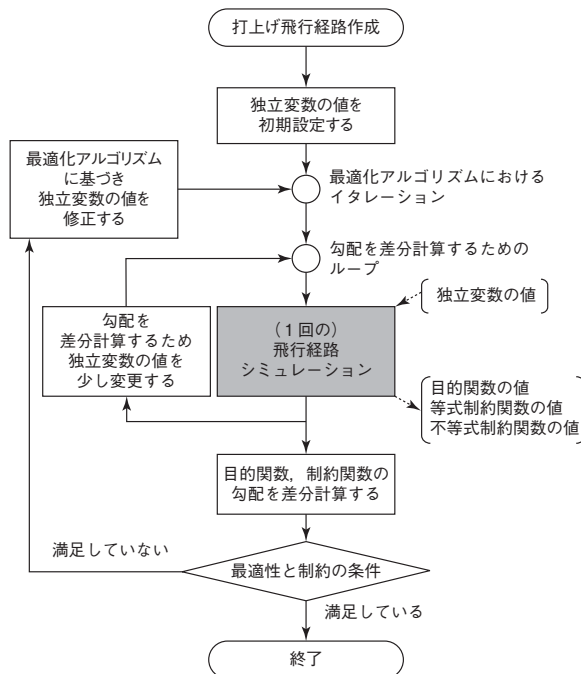 打上げ飛行経路作成
独立変数の値を
初期設定する
最適化アルゴリズム
に基づき
独立変数の値を
修正する
最適化アルゴリズムにおける
イタレーション
勾配を差分計算するための
ループ
独立変数の値
勾配を
差分計算するため
独立変数の値を
少し変更する
(1回の)
飛行経路
シミュレーション
目的関数の値
等式制約関数の値
不等式制約関数の値
目的関数,制約関数の
勾配を差分計算する
満足していない
最適性と制約の条件
満足している
終了